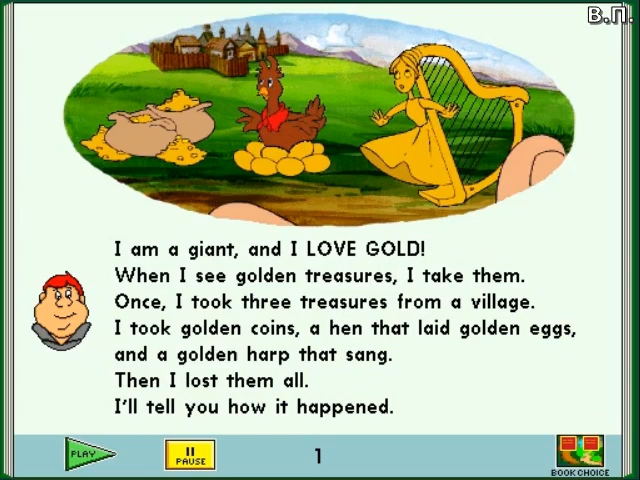 В.П.
I am a giant, and I LOVE GOLD!
When I see golden treasures, I take them.
Once, I took three treasures from a village.
I took golden coins, a hen that laid golden eggs,
and a golden harp that sang.
Then I lost them all.
I'll tell you how it happened.
PLAY
PAUSE
1
BOOK CHOICE